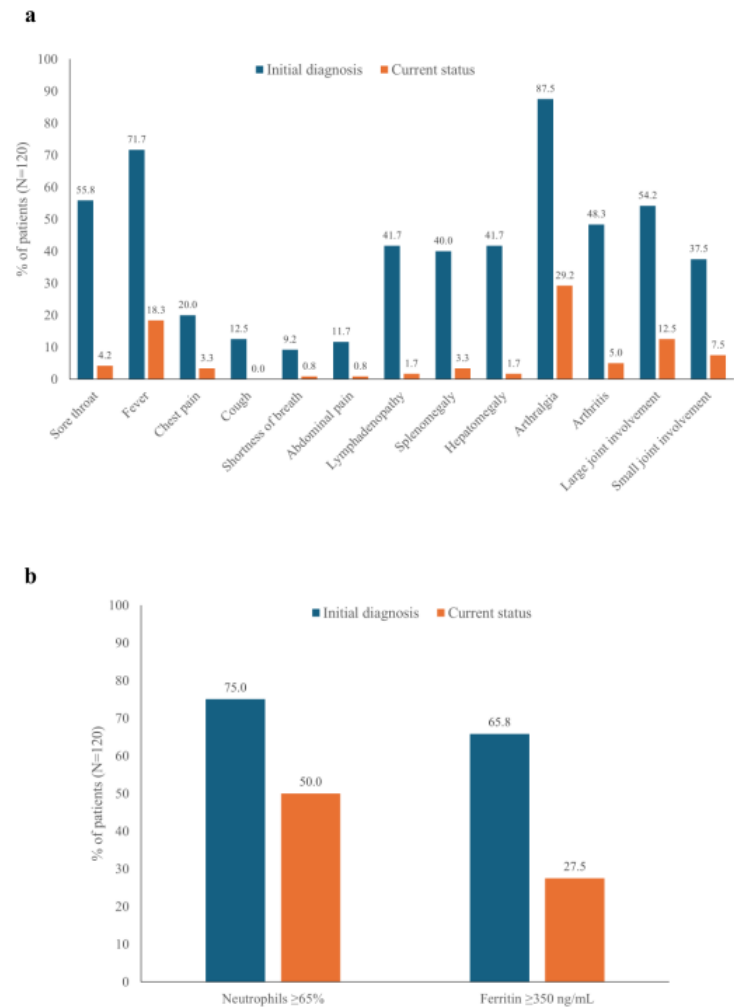 a
100
Initial diagnosis Current status
87.5
90
80
71.7
70
60
55.8
54.2
50
48.3
41.7 40.0 41.7
40
37.5
30
29.2
20
20.0
18.3
12.5
12.5
11.7
10
9.2
7.5
5.0
4.2
3.3
3.3
1.7
1.7
0.8
0.8
0.0
0
% of patients (N=120)
Sore throat
Fever
Chest pain
Cough
Shortness of breath
Abdominal pain
Lymphadenopathy
Splenomegaly
Hepatomegaly
Arthralgia
Arthritis
Large joint involvement
Small joint involvement
b
100
Initial diagnosis Current status
90
80
75.0
70
65.8
60
50
50.0
40
30
27.5
20
10
0
% of patients (N=120)
Neutrophils ≥65% Ferritin ≥350 ng/mL